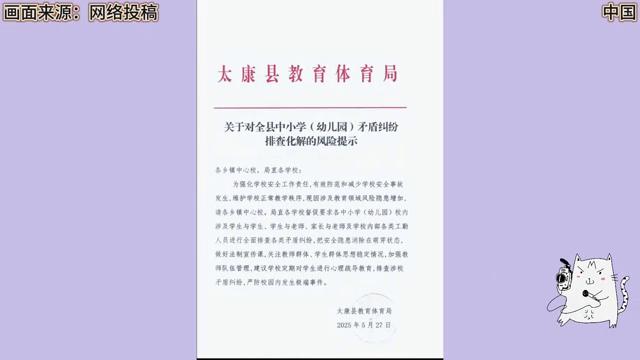 画面来源：网络投稿
中国
太康县教育体育局
关于对全县中小学（幼儿园）矛盾纠纷
排查化解的风险提示
各乡镇中心校，局直各学校：
为强化学校安全工作责任，有效防范和减少学校安全事故
发生，维护学校正常教学秩序，现因涉及教育领域风险隐患增加，
请各乡镇中心校、局直各学校督促要求各中小学（幼儿园）校内
涉及学生与学生、学生与老师、家长与老师及学校内部各类工勤
人员进行全面排查各类矛盾纠纷，把安全隐患消除在萌芽状态，
做好法制宣传课，关注教师群体、学生群体思想稳定情况，加强教
师队伍管理，建议学校定期对学生进行心理疏导教育，排查涉校
矛盾纠纷，严防校园内发生极端事件。
太康县教育体育局
2025年5月27日